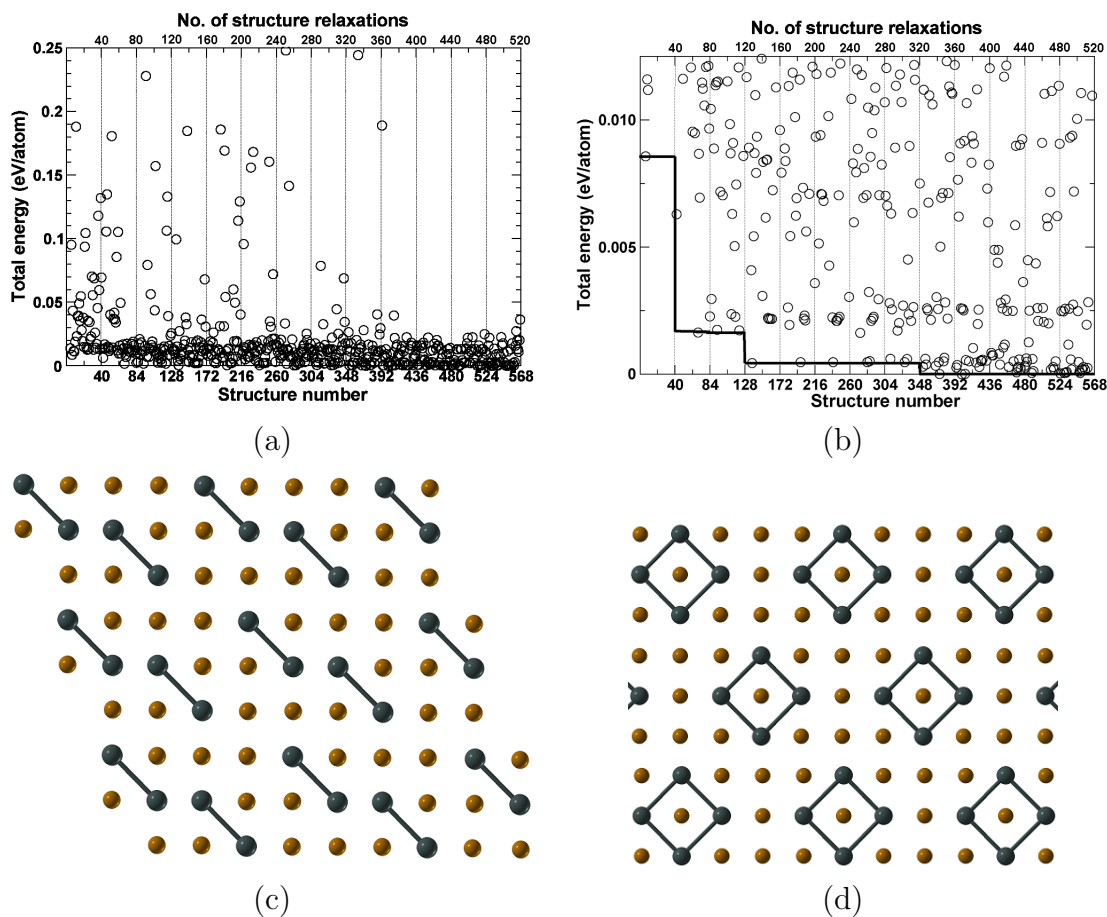 No. of structure relaxations
40 80 120 160 200 240 280 320 360 400 440 480 520
0.25
0.2
0.15
0.1
0.05
0
Total energy (eV/atom)
40 84 128 172 216 260 304 348 392 436 480 524 568
Structure number
(a)
No. of structure relaxations
40 80 120 160 200 240 280 320 360 400 440 480 520
0.010
0.005
0
Total energy (eV/atom)
40 84 128 172 216 260 304 348 392 436 480 524 568
Structure number
(b)
(c)
(d)